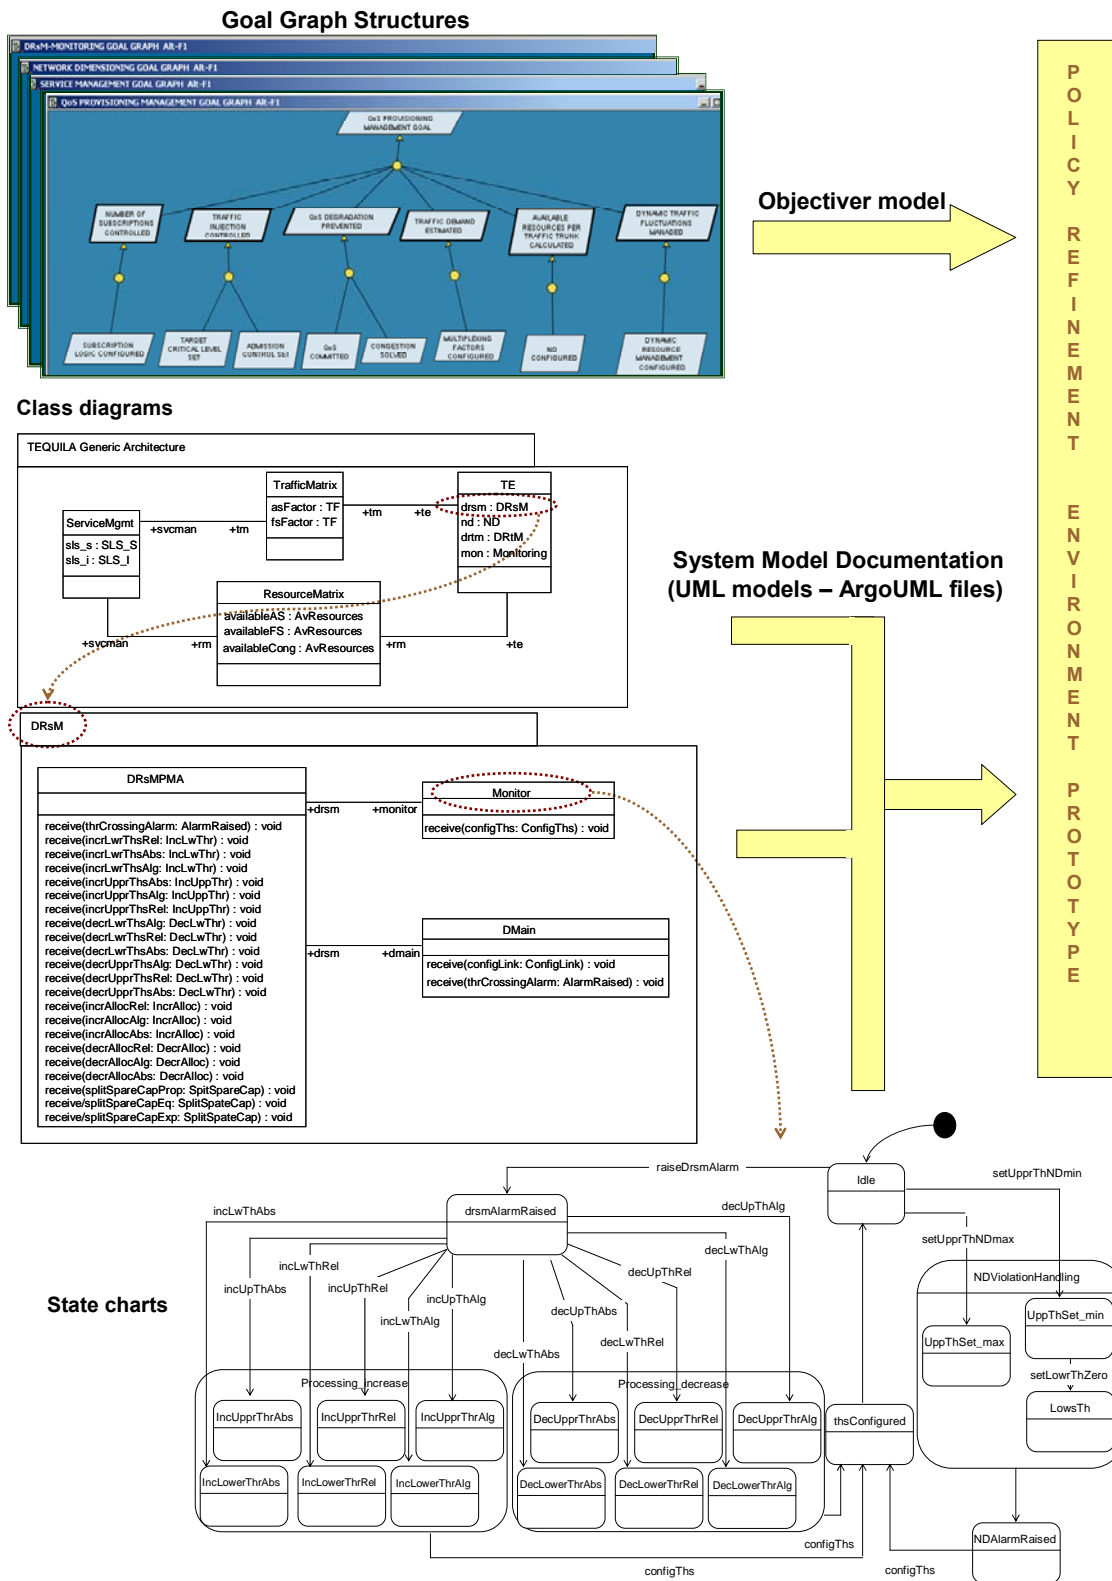 Goal Graph Structures
DRsM-MONITORING GOAL GRAPH Alt-F1
NETWORK DIMENSIONING GOAL GRAPH Alt-F1
SERVICE MANAGEMENT GOAL GRAPH Alt-F1
QoS PROVISIONING MANAGEMENT GOAL GRAPH Alt-F1
QoS PROVISIONING
MANAGEMENT GOAL
NUMBER OF
SUBSCRIPTIONS
CONTROLLED
TRAFFIC
INJECTION
CONTROLLED
QoS DEGRADATION
PREVENTED
TRAFFIC DEMAND
ESTIMATED
AVAILABLE
RESOURCES PER
TRAFFIC TRUNK
CALCULATED
DYNAMIC TRAFFIC
FLUCTUATIONS
MANAGED
SUBSCRIPTION
LOGIC CONFIGURED
TARGET
CRITICAL LEVEL
SET
ADMISSION
CONTROL SET
QoS
COMMITTED
CONGESTION
SOLVED
MULTIPLEXING
FACTORS
CONFIGURED
ND
CONFIGURED
DYNAMIC
RESOURCE
MANAGEMENT
CONFIGURED
Objectiver model
POLICY REFINEMENT ENVIRONMENT PROTOTYPE
Class diagrams
TEQUILA Generic Architecture
TrafficMatrix
asFactor : TF
fsFactor : TF
TE
drsm : DRsM
nd : ND
drtm : DRtM
mon : Monitoring
ServiceMgmt
sls_s : SLS_S
sls_i : SLS_I
+svcman
+tm
+tm
+te
ResourceMatrix
availableAS : AvResources
availableFS : AvResources
availableCong : AvResources
+svcman
+rm
+rm
+te
System Model Documentation
(UML models – ArgoUML files)
DRsM
DRsMPMA
receive(thrCrossingAlarm: AlarmRaised) : void
receive(incrLwrThsRel: IncLwThr) : void
receive(incrLwrThsAbs: IncLwThr) : void
receive(incrLwrThsAlg: IncLwThr) : void
receive(incrUpprThsAbs: IncUppThr) : void
receive(incrUpprThsAlg: IncUppThr) : void
receive(incrUpprThsRel: IncUppThr) : void
receive(decrLwrThsAlg: DecLwThr) : void
receive(decrLwrThsRel: DecLwThr) : void
receive(decrLwrThsAbs: DecLwThr) : void
receive(decrUpprThsAlg: DecLwThr) : void
receive(decrUpprThsRel: DecLwThr) : void
receive(decrUpprThsAbs: DecLwThr) : void
receive(incrAllocRel: IncrAlloc) : void
receive(incrAllocAlg: IncrAlloc) : void
receive(incrAllocAbs: IncrAlloc) : void
receive(decrAllocRel: DecrAlloc) : void
receive(decrAllocAlg: DecrAlloc) : void
receive(decrAllocAbs: DecrAlloc) : void
receive(splitSpareCapProp: SpitSpareCap) : void
receive/splitSpareCapEq: SplitSpateCap) : void
receive/splitSpareCapExp: SplitSpateCap) : void
+drsm
+monitor
Monitor
receive(configThs: ConfigThs) : void
+drsm
+dmain
DMain
receive(configLink: ConfigLink) : void
receive(thrCrossingAlarm: AlarmRaised) : void
State charts
raiseDrsmAlarm
Idle
setUpprThNDmin
setUpprThNDmax
drsmAlarmRaised
incLwThAbs
incUpThAbs
incLwThRel
incUpThRel
incLwThAlg
incUpThAlg
decUpThAlg
decLwThAlg
decUpThRel
decUpThAbs
decLwThRel
decLwThAbs
NDViolationHandling
UppThSet_min
UppThSet_max
setLowrThZero
LowsTh
Processing_increase
IncUpprThrAbs
IncUpprThrRel
IncUpprThrAlg
IncLowerThrAbs
IncLowerThrRel
IncLowerThrAlg
Processing_decrease
DecUpprThrAbs
DecUpprThrRel
DecUpprThrAlg
DecLowerThrAbs
DecLowerThrRel
DecLowerThrAlg
thsConfigured
NDAlarmRaised
configThs
configThs
configThs